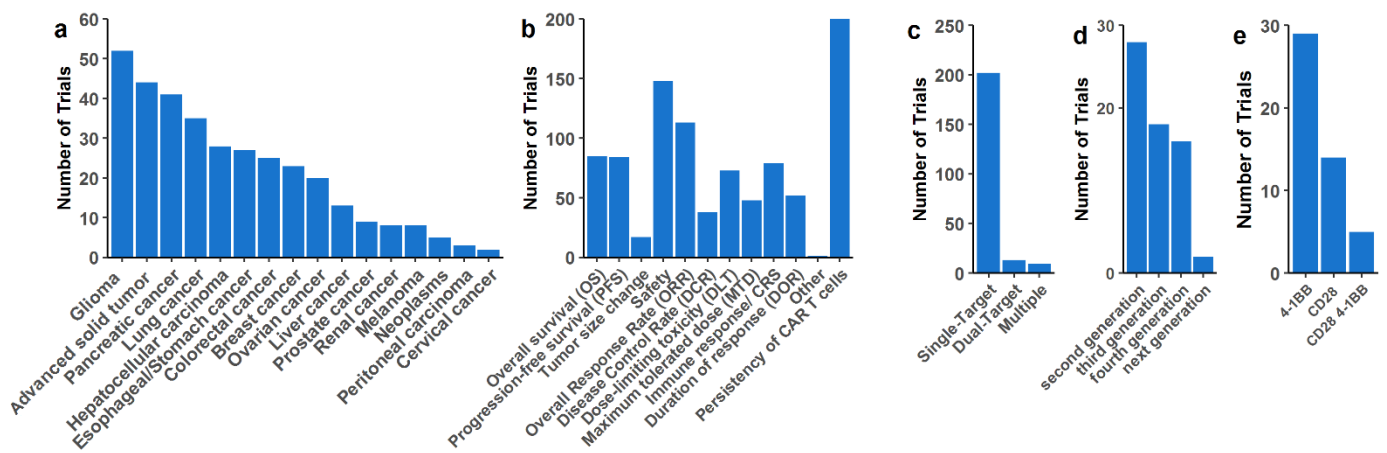 a
Number of Trials
60
50
40
30
20
10
0
Glioma
Advanced solid tumor
Pancreatic cancer
Lung cancer
Hepatocellular carcinoma
Esophageal/Stomach cancer
Colorectal cancer
Breast cancer
Ovarian cancer
Liver cancer
Prostate cancer
Renal cancer
Melanoma
Neoplasms
Peritoneal carcinoma
Cervical cancer
b
200
150
100
50
0
Overall survival (OS)
Progression-free survival (PFS)
Tumor size change
Safety
Overall Response Rate (ORR)
Disease Control Rate (DCR)
Dose-limiting toxicity (DLT)
Maximum tolerated dose (MTD)
Immune response/ CRS
Duration of response (DOR)
Other
Persistency of CAR T cells
c
Number of Trials
250
200
150
100
50
0
Single-Target
Dual-Target
Multiple
d
Number of Trials
30
20
10
0
second generation
third generation
fourth generation
next generation
e
Number of Trials
30
20
10
0
4-1BB
CD28
CD28 4-1BB